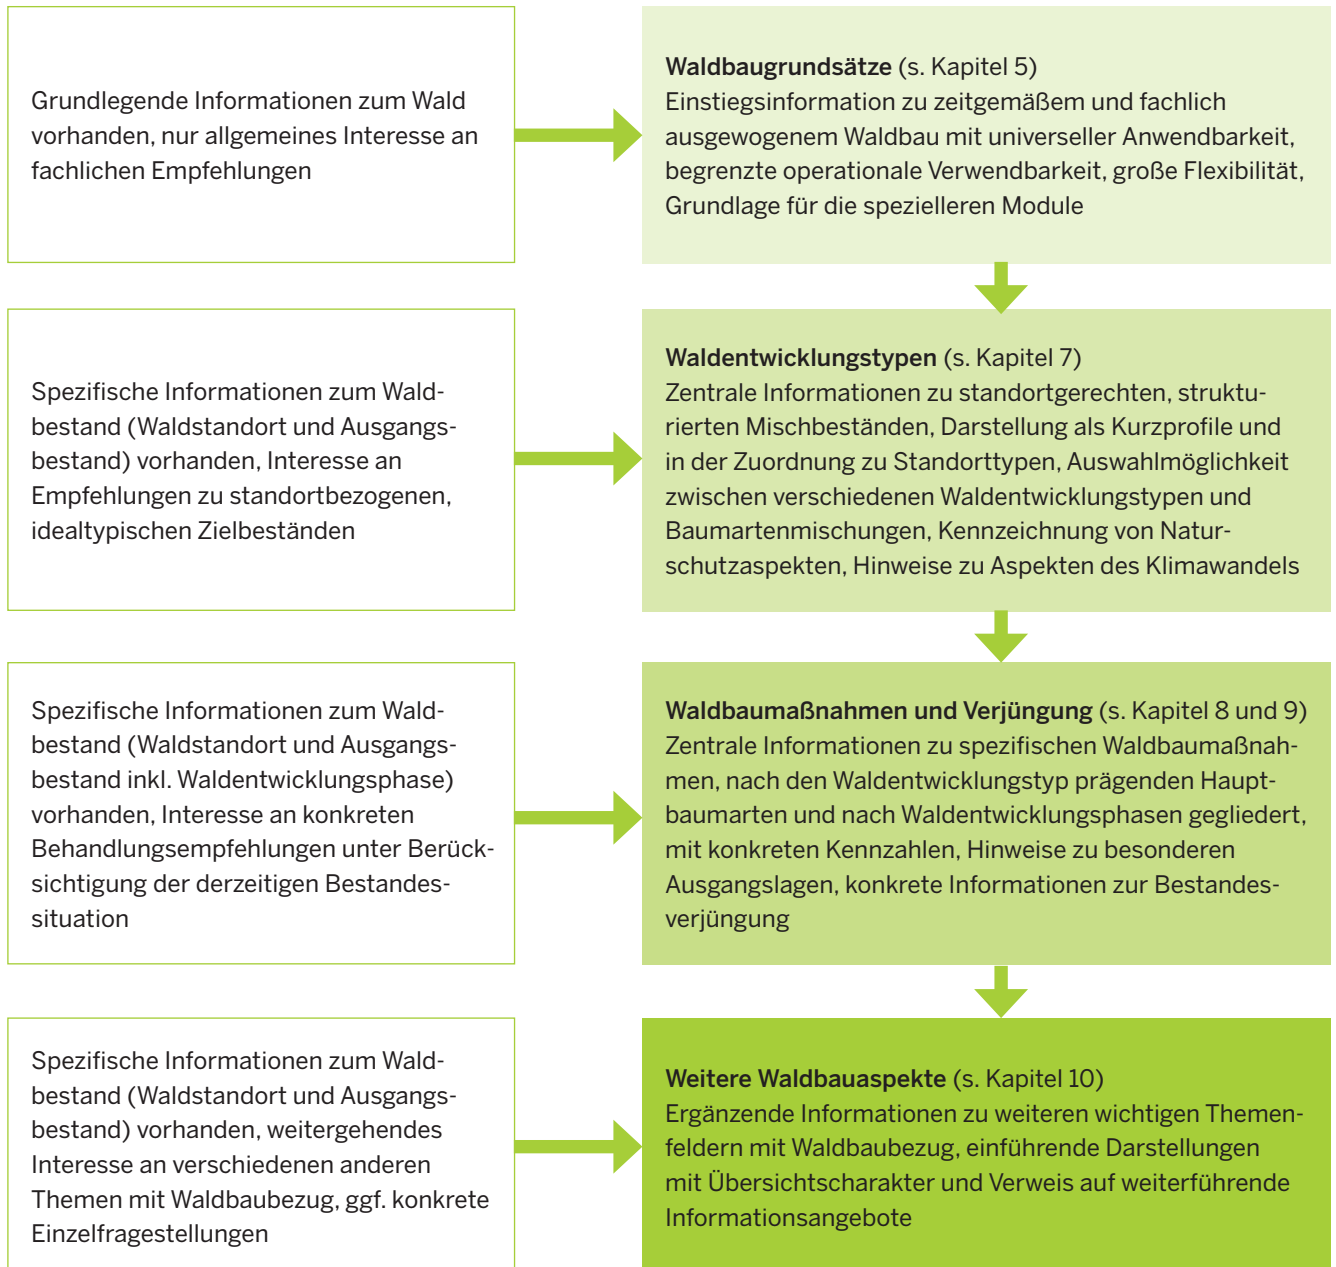 Grundlegende Informationen zum Wald
vorhanden, nur allgemeines Interesse an
fachlichen Empfehlungen
Waldbaugrundsätze (s. Kapitel 5)
Einstiegsinformation zu zeitgemäßem und fachlich
ausgewogenem Waldbau mit universeller Anwendbarkeit,
begrenzte operationale Verwendbarkeit, große Flexibilität,
Grundlage für die spezielleren Module
Spezifische Informationen zum Wald-
bestand (Waldstandort und Ausgangs-
bestand) vorhanden, Interesse an
Empfehlungen zu standortbezogenen,
idealtypischen Zielbeständen
Waldentwicklungstypen (s. Kapitel 7)
Zentrale Informationen zu standortgerechten, struktu-
rierten Mischbeständen, Darstellung als Kurzprofile und
in der Zuordnung zu Standorttypen, Auswahlmöglichkeit
zwischen verschiedenen Waldentwicklungstypen und
Baumartenmischungen, Kennzeichnung von Natur-
schutzaspekten, Hinweise zu Aspekten des Klimawandels
Spezifische Informationen zum Wald-
bestand (Waldstandort und Ausgangs-
bestand inkl. Waldentwicklungsphase)
vorhanden, Interesse an konkreten
Behandlungsempfehlungen unter Berück-
sichtigung der derzeitigen Bestandes-
situation
Waldbaumaßnahmen und Verjüngung (s. Kapitel 8 und 9)
Zentrale Informationen zu spezifischen Waldbaumaßnah-
men, nach den Waldentwicklungstyp prägenden Haupt-
baumarten und nach Waldentwicklungsphasen gegliedert,
mit konkreten Kennzahlen, Hinweise zu besonderen
Ausgangslagen, konkrete Informationen zur Bestandes-
verjüngung
Spezifische Informationen zum Wald-
bestand (Waldstandort und Ausgangs-
bestand) vorhanden, weitergehendes
Interesse an verschiedenen anderen
Themen mit Waldbaubezug, ggf. konkrete
Einzelfragestellungen
Weitere Waldbauaspekte (s. Kapitel 10)
Ergänzende Informationen zu weiteren wichtigen Themen-
feldern mit Waldbaubezug, einführende Darstellungen
mit Übersichtscharakter und Verweis auf weiterführende
Informationsangebote